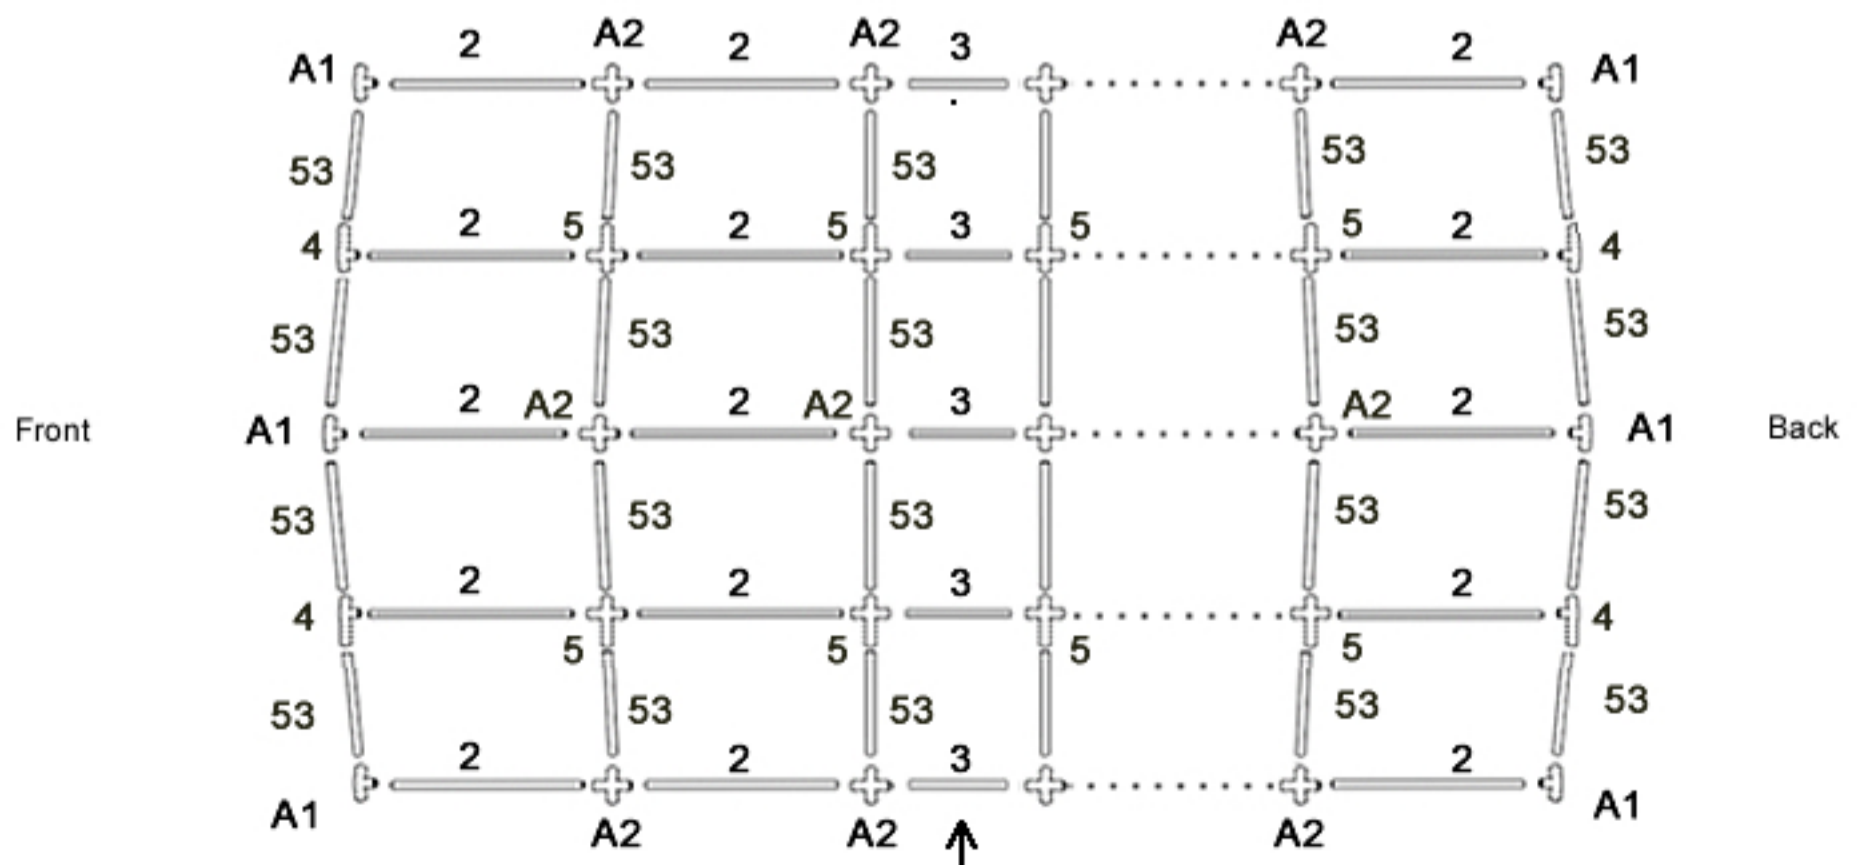 2 A2 2 A2 3 A2 2
A1 A1
53 53 53 53 53
2 5 2 5 3 5 5 2
4 4
53 53 53 53 53
2 A2 2 A2 3 A2 2
Front A1 A1 Back
53 53 53 53 53
2 2 3 2
4 4
5 5 5 5
53 53 53 53 53
2 2 3 2
A1 A1
A2 A2 A2